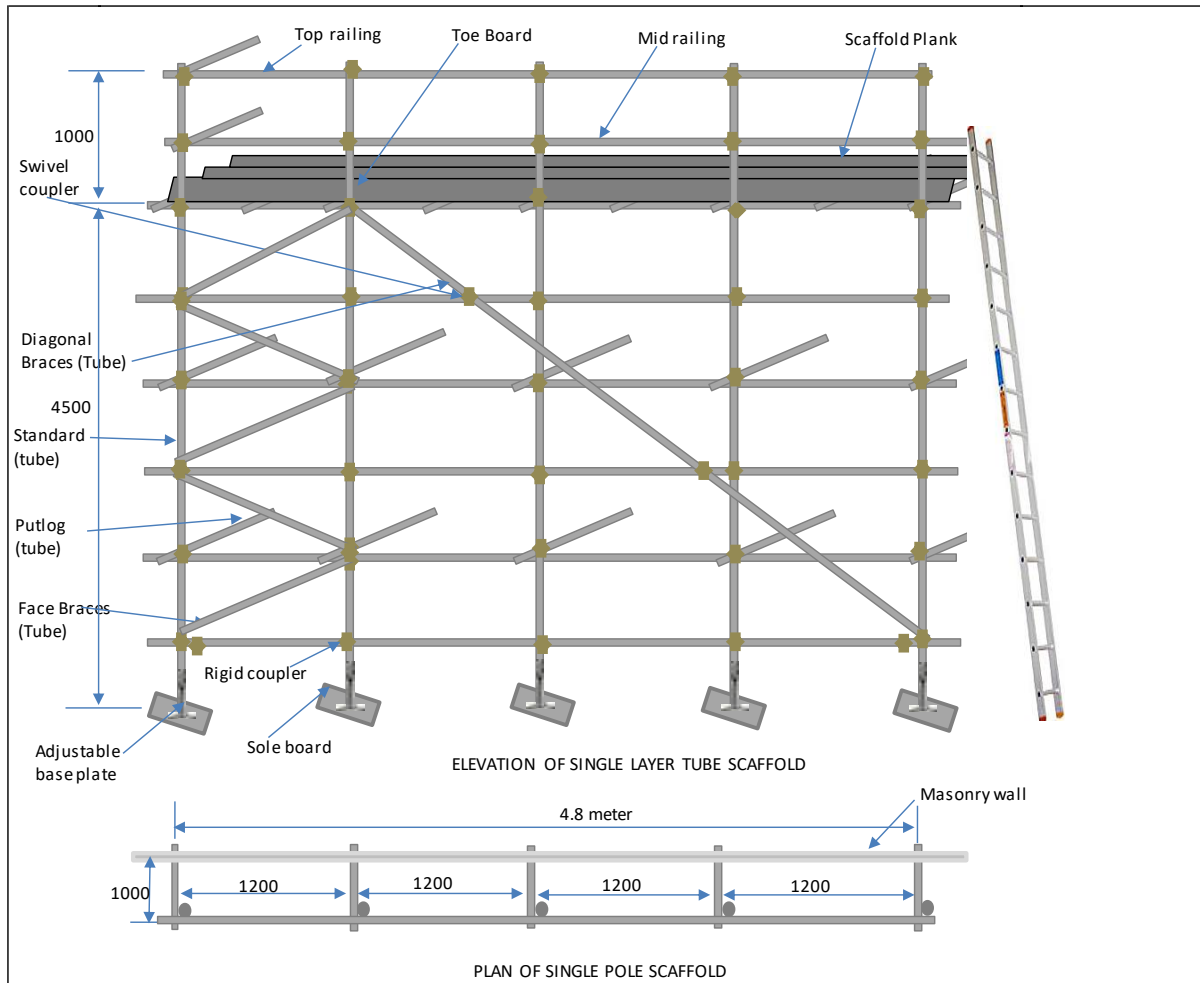 Top railing
Toe Board
Mid railing
Scaffold Plank
1000
Swivel
coupler
Diagonal
Braces (Tube)
4500
Standard
(tube)
Putlog
(tube)
Face Braces
(Tube)
Rigid coupler
Adjustable
base plate
Sole board
ELEVATION OF SINGLE LAYER TUBE SCAFFOLD
Masonry wall
4.8 meter
1000
1200
1200
1200
1200
PLAN OF SINGLE POLE SCAFFOLD